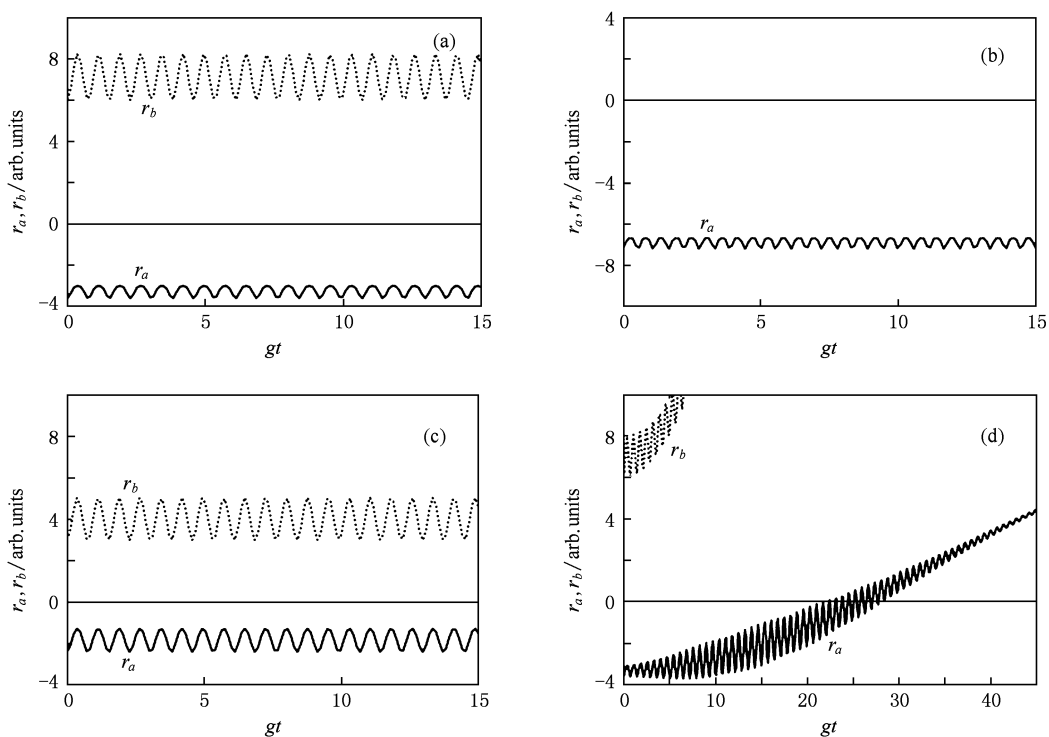 (a)
8
4
0
−4
r_b
r_a
r_a, r_b / arb. units
0 5 10 15
gt
(b)
4
0
−4
−8
r_a
r_a, r_b / arb. units
0 5 10 15
gt
(c)
8
4
0
−4
r_b
r_a
r_a, r_b / arb. units
0 5 10 15
gt
(d)
8
4
0
−4
r_b
r_a
r_a, r_b / arb. units
0 10 20 30 40
gt